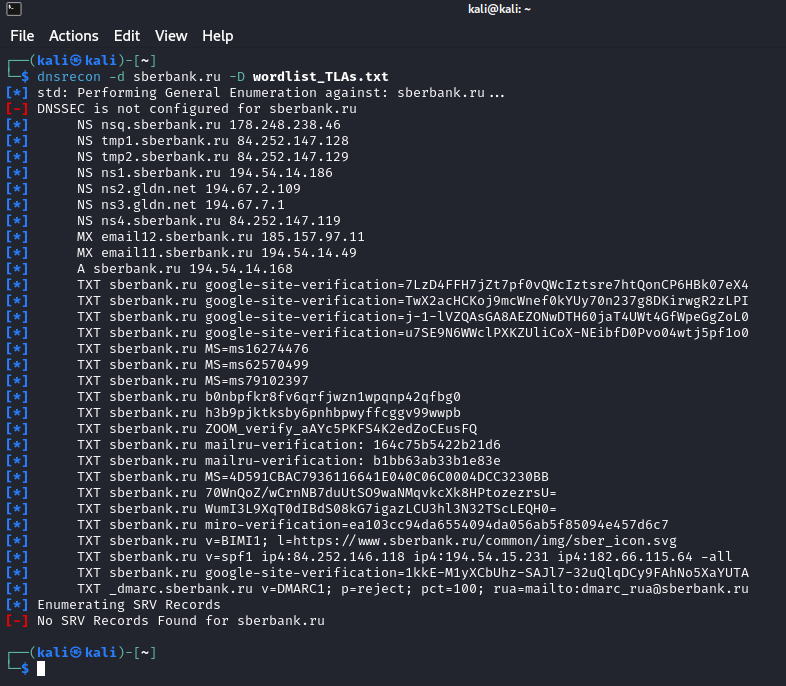 kali@kali: ~
File Actions Edit View Help
┌──(kali㉿kali)-[~]
└─$ dnsrecon -d sberbank.ru -D wordlist_TLAs.txt
[*] std: Performing General Enumeration against: sberbank.ru...
[-] DNSSEC is not configured for sberbank.ru
[*] NS nsq.sberbank.ru 178.248.238.46
[*] NS tmp1.sberbank.ru 84.252.147.128
[*] NS tmp2.sberbank.ru 84.252.147.129
[*] NS ns1.sberbank.ru 194.54.14.186
[*] NS ns2.gldn.net 194.67.2.109
[*] NS ns3.gldn.net 194.67.7.1
[*] NS ns4.sberbank.ru 84.252.147.119
[*] MX email12.sberbank.ru 185.157.97.11
[*] MX email11.sberbank.ru 194.54.14.49
[*] A sberbank.ru 194.54.14.168
[*] TXT sberbank.ru google-site-verification=7LzD4FFH7jZt7pf0vQWcIztsre7htQonCP6HBk07eX4
[*] TXT sberbank.ru google-site-verification=TwX2acHCKoj9mcWnef0kYUy70n237g8DKirwgR2zLPI
[*] TXT sberbank.ru google-site-verification=j-1-lVZQAsGA8AEZONwDTH60jaT4UWt4GfWpeGgZoL0
[*] TXT sberbank.ru google-site-verification=u7SE9N6WWclPXKZUliCoX-NEibfD0Pvo04wtj5pf1o0
[*] TXT sberbank.ru MS=ms16274476
[*] TXT sberbank.ru MS=ms62570499
[*] TXT sberbank.ru MS=ms79102397
[*] TXT sberbank.ru b0nbpfkr8fv6qrfjwzn1wpqnp42qfbg0
[*] TXT sberbank.ru h3b9pjktksby6pnhbpwyffcggv99wwpb
[*] TXT sberbank.ru ZOOM_verify_aAYc5PKFS4K2edZoCEusFQ
[*] TXT sberbank.ru mailru-verification: 164c75b5422b21d6
[*] TXT sberbank.ru mailru-verification: b1bb63ab33b1e83e
[*] TXT sberbank.ru MS=4D591CBAC7936116641E040C06C0004DCC3230BB
[*] TXT sberbank.ru 70WnQoZ/wCrnNB7duUtSO9waNMqvkcXk8HPtozezrsU=
[*] TXT sberbank.ru WumI3L9XqT0dIBdS08kG7igazLCU3hl3N32TScLEQH0=
[*] TXT sberbank.ru miro-verification=ea103cc94da6554094da056ab5f85094e457d6c7
[*] TXT sberbank.ru v=BIMI1; l=https://www.sberbank.ru/common/img/sber_icon.svg
[*] TXT sberbank.ru v=spf1 ip4:84.252.146.118 ip4:194.54.15.231 ip4:182.66.115.64 -all
[*] TXT sberbank.ru google-site-verification=1kkE-M1yXCbUhz-SAJl7-32uQlqDCy9FAhNo5XaYUTA
[*] TXT _dmarc.sberbank.ru v=DMARC1; p=reject; pct=100; rua=mailto:dmarc_rua@sberbank.ru
[*] Enumerating SRV Records
[-] No SRV Records Found for sberbank.ru
┌──(kali㉿kali)-[~]
└─$